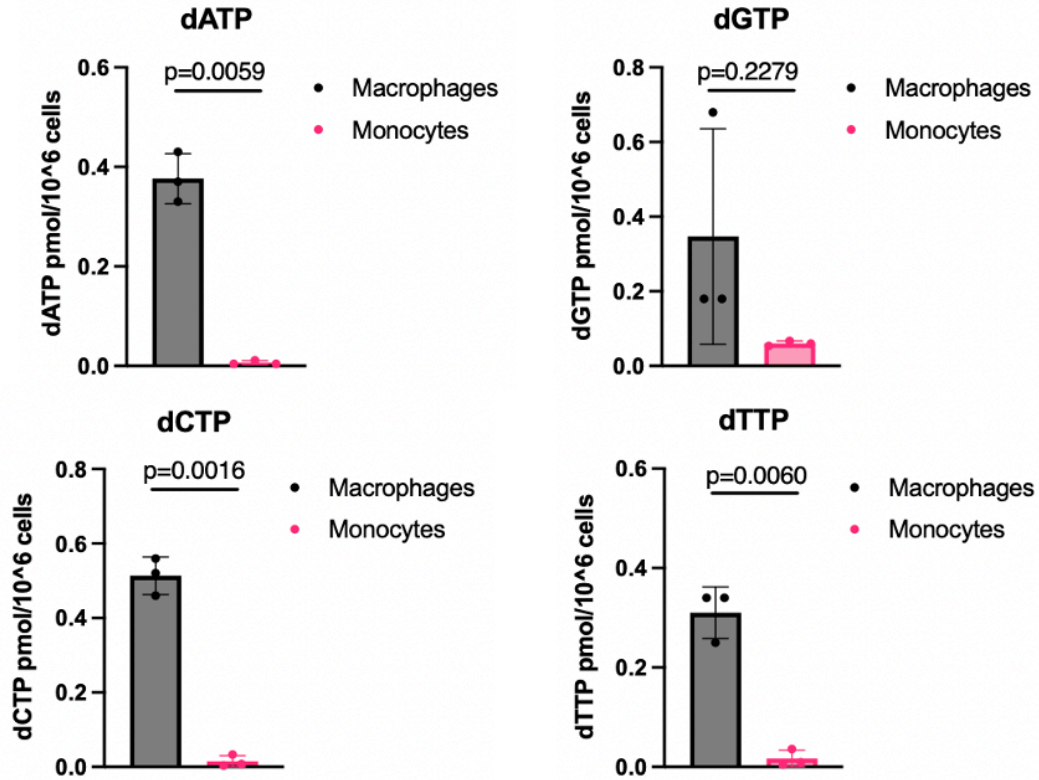 dATP
dATP pmol/10^6 cells
0.6
0.4
0.2
0.0
p=0.0059
Macrophages
Monocytes
dGTP
dGTP pmol/10^6 cells
0.8
0.6
0.4
0.2
0.0
p=0.2279
Macrophages
Monocytes
dCTP
dCTP pmol/10^6 cells
0.8
0.6
0.4
0.2
0.0
p=0.0016
Macrophages
Monocytes
dTTP
dTTP pmol/10^6 cells
0.6
0.4
0.2
0.0
p=0.0060
Macrophages
Monocytes